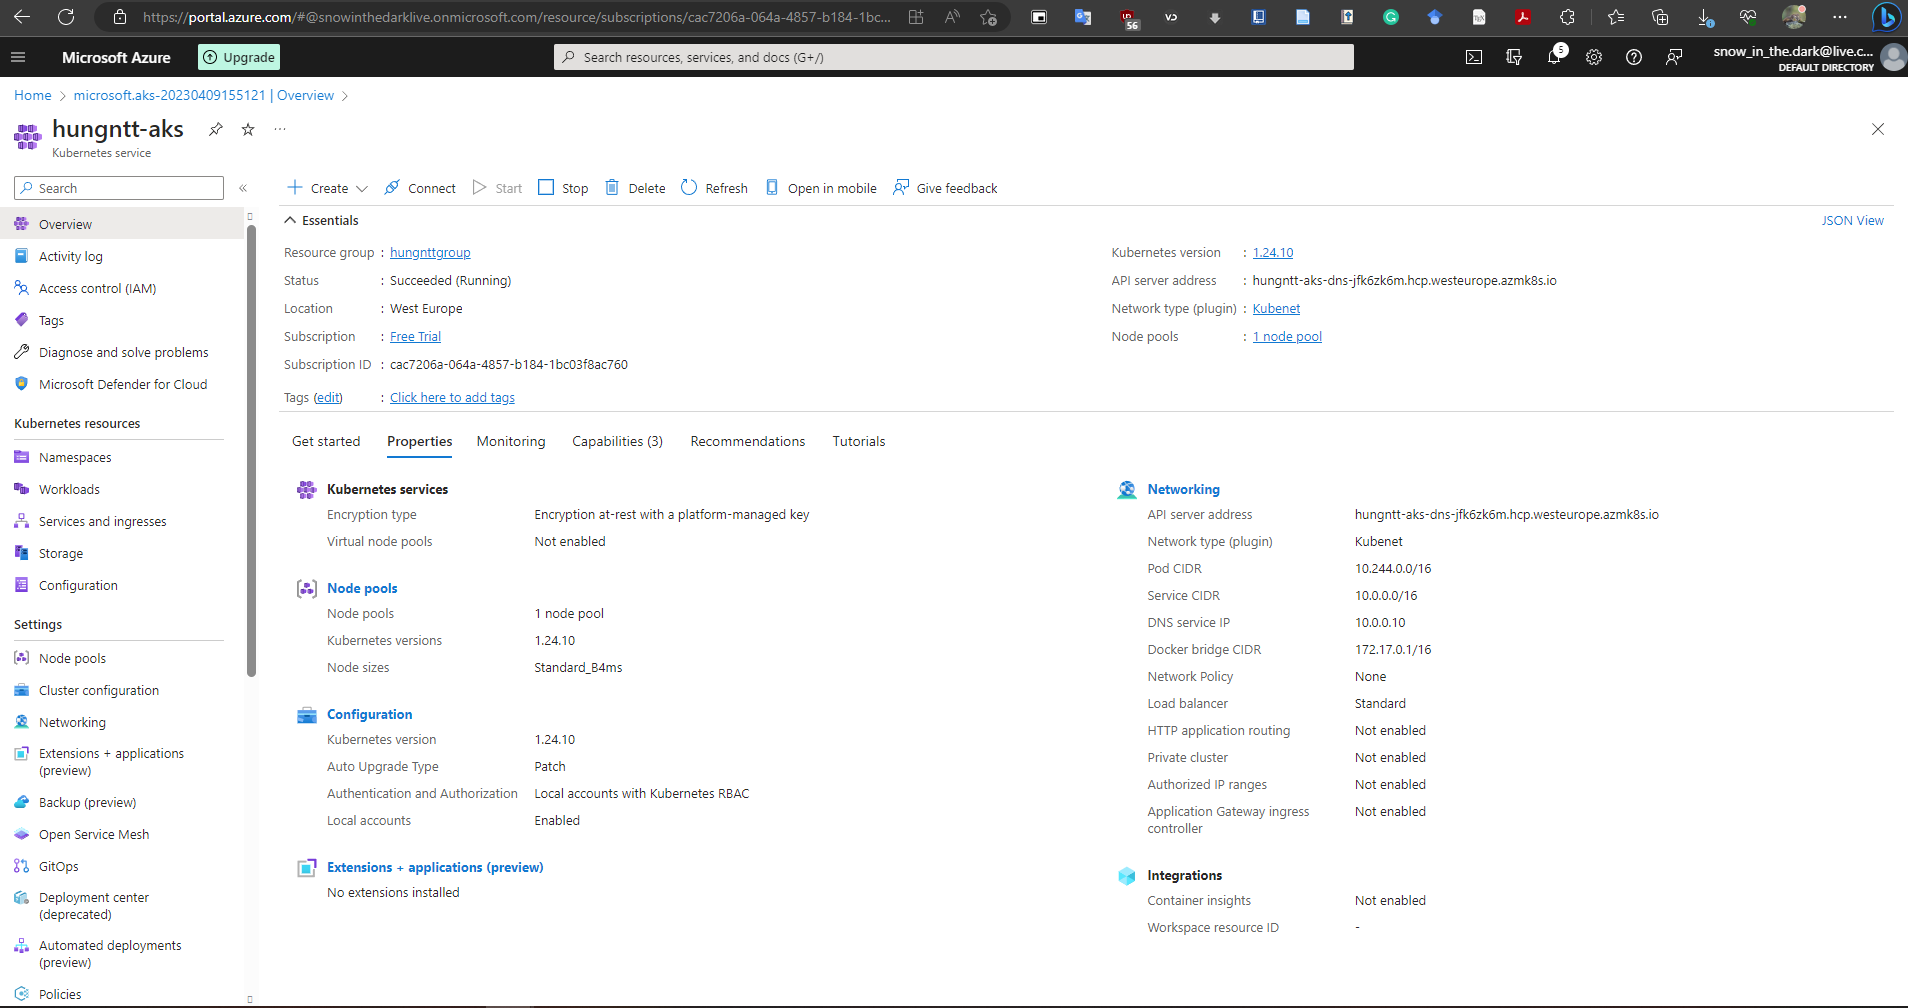 https://portal.azure.com/#@snowinthedarklive.onmicrosoft.com/resource/subscriptions/cac7206a-064a-4857-b184-1bc...
56
Microsoft Azure
Upgrade
Search resources, services, and docs (G+/)
5
snow_in_the.dark@live.c...
DEFAULT DIRECTORY
Home > microsoft.aks-20230409155121 | Overview >
hungntt-aks
Kubernetes service
Search
«
Overview
Activity log
Access control (IAM)
Tags
Diagnose and solve problems
Microsoft Defender for Cloud
Kubernetes resources
Namespaces
Workloads
Services and ingresses
Storage
Configuration
Settings
Node pools
Cluster configuration
Networking
Extensions + applications
(preview)
Backup (preview)
Open Service Mesh
GitOps
Deployment center
(deprecated)
Automated deployments
(preview)
Policies
Create Connect Start Stop Delete Refresh Open in mobile Give feedback
Essentials
JSON View
Resource group : hungnttgroup
Status : Succeeded (Running)
Location : West Europe
Subscription : Free Trial
Subscription ID : cac7206a-064a-4857-b184-1bc03f8ac760
Tags (edit) : Click here to add tags
Kubernetes version : 1.24.10
API server address : hungntt-aks-dns-jfk6zk6m.hcp.westeurope.azmk8s.io
Network type (plugin) : Kubenet
Node pools : 1 node pool
Get started Properties Monitoring Capabilities (3) Recommendations Tutorials
Kubernetes services
Encryption type Encryption at-rest with a platform-managed key
Virtual node pools Not enabled
Node pools
Node pools 1 node pool
Kubernetes versions 1.24.10
Node sizes Standard_B4ms
Configuration
Kubernetes version 1.24.10
Auto Upgrade Type Patch
Authentication and Authorization Local accounts with Kubernetes RBAC
Local accounts Enabled
Extensions + applications (preview)
No extensions installed
Networking
API server address hungntt-aks-dns-jfk6zk6m.hcp.westeurope.azmk8s.io
Network type (plugin) Kubenet
Pod CIDR 10.244.0.0/16
Service CIDR 10.0.0.0/16
DNS service IP 10.0.0.10
Docker bridge CIDR 172.17.0.1/16
Network Policy None
Load balancer Standard
HTTP application routing Not enabled
Private cluster Not enabled
Authorized IP ranges Not enabled
Application Gateway ingress Not enabled
controller
Integrations
Container insights Not enabled
Workspace resource ID -